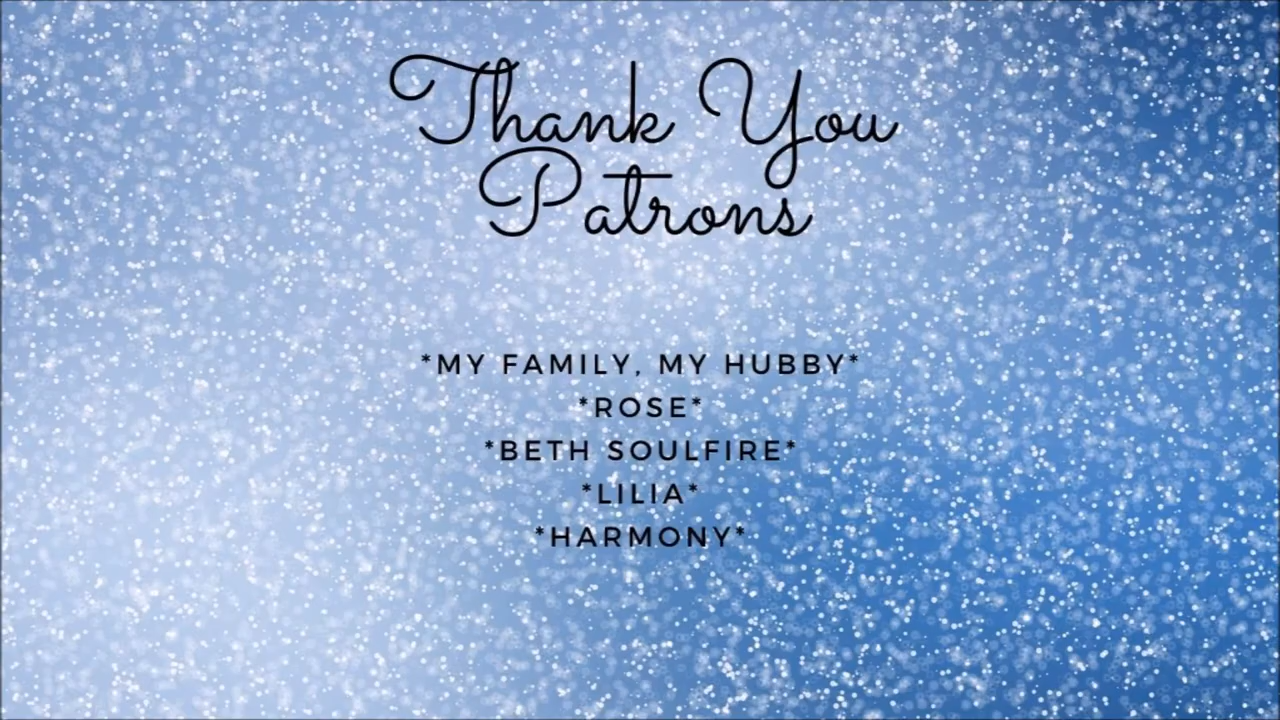 Thank You
Patrons
*MY FAMILY, MY HUBBY*
*ROSE*
*BETH SOULFIRE*
*LILIA*
*HARMONY*